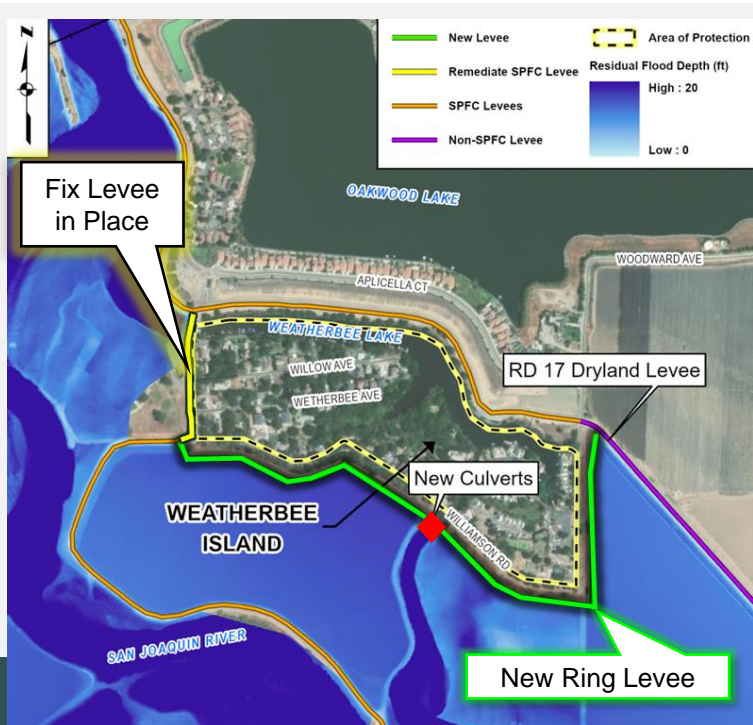 Z
New Levee
Remediate SPFC Levee
SPFC Levees
Non-SPFC Levee
Area of Protection
Residual Flood Depth (ft)
High : 20
Low : 0
Fix Levee
in Place
OAKWOOD LAKE
WOODWARD AVE
APLICELLA CT
WEATHERBEE LAKE
WILLOW AVE
WETHERBEE AVE
RD 17 Dryland Levee
New Culverts
WEATHERBEE
ISLAND
WILLIAMSON RD
SAN JOAQUIN RIVER
New Ring Levee